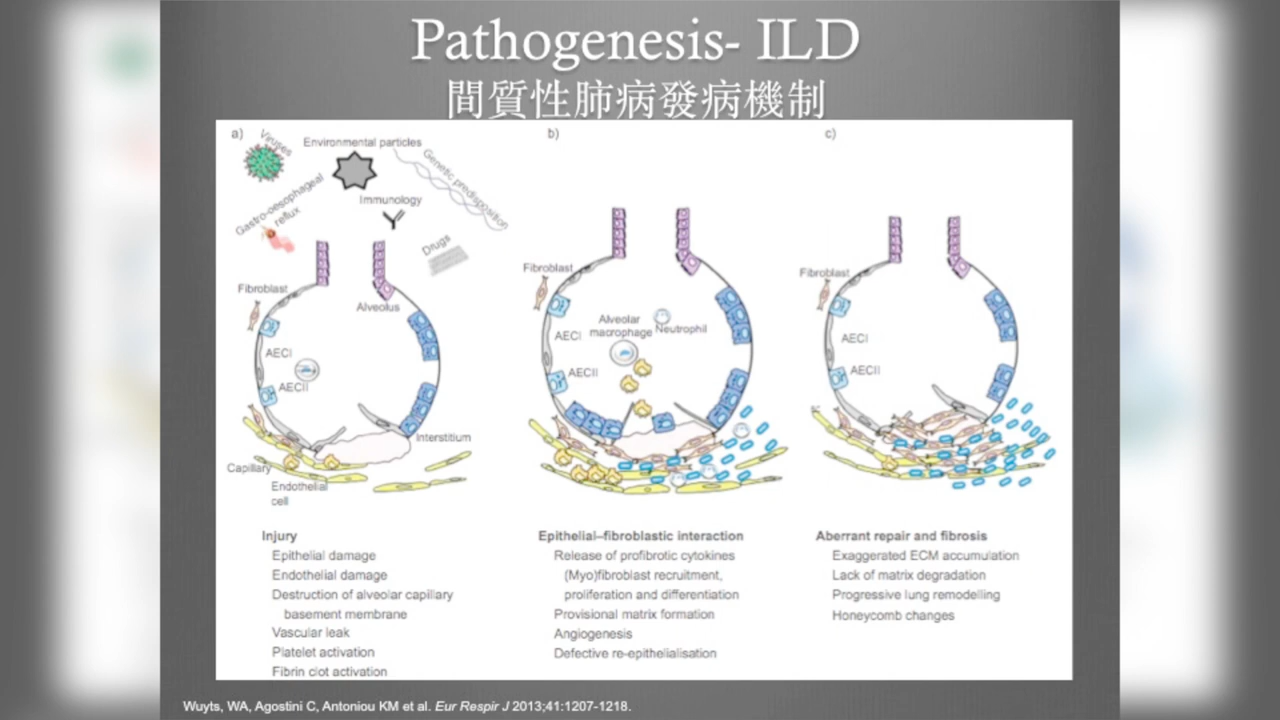 Pathogenesis- ILD
間質性肺病發病機制
a)
Viruses
Environmental particles
Genetic predisposition
Gastro-oesophageal
reflux
Immunology
Drugs
Fibroblast
Alveolus
AECI
AECII
Interstitium
Capillary
Endothelial
cell
Injury
Epithelial damage
Endothelial damage
Destruction of alveolar capillary
basement membrane
Vascular leak
Platelet activation
Fibrin clot activation
b)
Fibroblast
Alveolar
macrophage
Neutrophil
AECI
AECII
Epithelial–fibroblastic interaction
Release of profibrotic cytokines
(Myo)fibroblast recruitment,
proliferation and differentiation
Provisional matrix formation
Angiogenesis
Defective re-epithelialisation
c)
Fibroblast
AECI
AECII
Aberrant repair and fibrosis
Exaggerated ECM accumulation
Lack of matrix degradation
Progressive lung remodelling
Honeycomb changes
Wuyts, WA, Agostini C, Antoniou KM et al. Eur Respir J 2013;41:1207-1218.